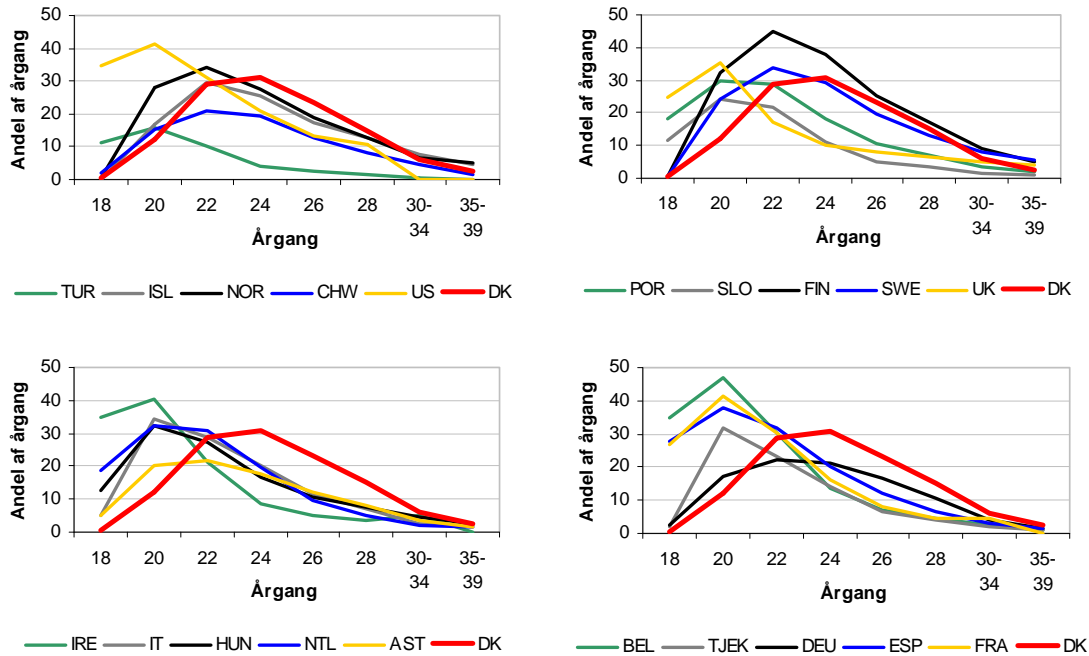 50
40
30
20
10
0
Andel af årgang
18 20 22 24 26 28 30- 35-
34 39
Årgang
TUR ISL NOR CHW US DK
50
40
30
20
10
0
Andel af årgang
18 20 22 24 26 28 30- 35-
34 39
Årgang
POR SLO FIN SWE UK DK
50
40
30
20
10
0
Andel af årgang
18 20 22 24 26 28 30- 35-
34 39
Årgang
IRE IT HUN NTL AST DK
50
40
30
20
10
0
Andel af årgang
18 20 22 24 26 28 30- 35-
34 39
Årgang
BEL TJEK DEU ESP FRA DK